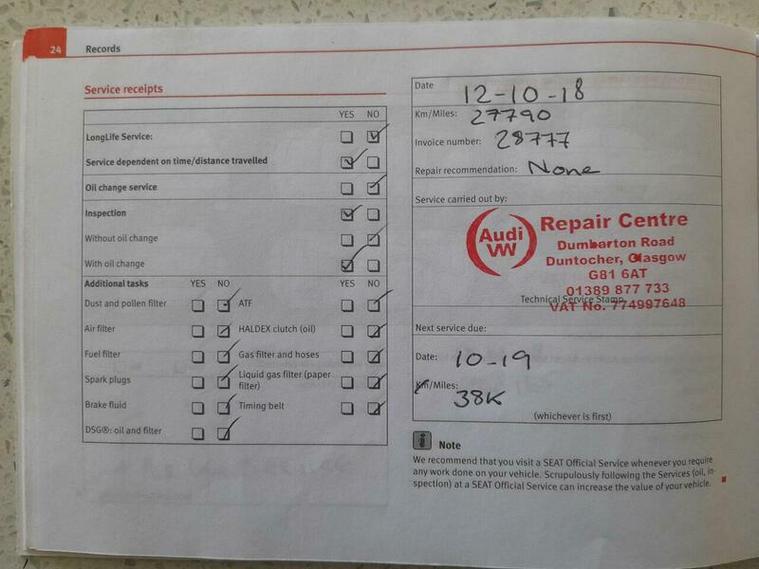 24 Records
Service receipts
YES NO
LongLife Service:
Service dependent on time/distance travelled
Oil change service
Inspection
Without oil change
With oil change
Additional tasks YES NO YES NO
Dust and pollen filter ATF
Air filter HALDEX clutch (oil)
Fuel filter Gas filter and hoses
Spark plugs Liquid gas filter (paper
filter)
Brake fluid Timing belt
DSG®: oil and filter
Date 12-10-18
Km/Miles: 27790
Invoice number: 28777
Repair recommendation: None
Service carried out by:
Audi
VW
Repair Centre
Dumbarton Road
Duntocher, Glasgow
G81 6AT
01389 877 733
Technical Service Stamp
VAT No. 774997648
Next service due:
Date: 10-19
Km/Miles:
38K
(whichever is first)
i Note
We recommend that you visit a SEAT Official Service whenever you require
any work done on your vehicle. Scrupulously following the Services (oil, in-
spection) at a SEAT Official Service can increase the value of your vehicle.